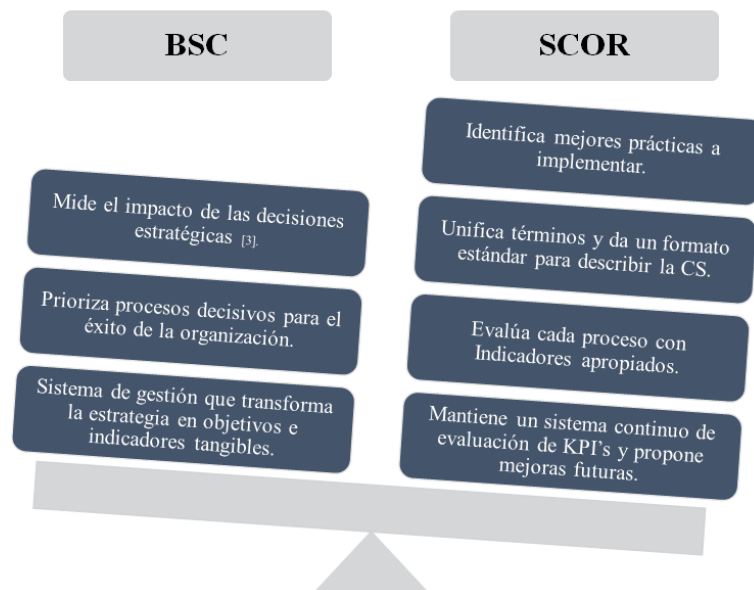 BSC
Mide el impacto de las decisiones
estratégicas [3].
Prioriza procesos decisivos para el
éxito de la organización.
Sistema de gestión que transforma
la estrategia en objetivos e
indicadores tangibles.
SCOR
Identifica mejores prácticas a
implementar.
Unifica términos y da un formato
estándar para describir la CS.
Evalúa cada proceso con
Indicadores apropiados.
Mantiene un sistema continuo de
evaluación de KPI's y propone
mejoras futuras.